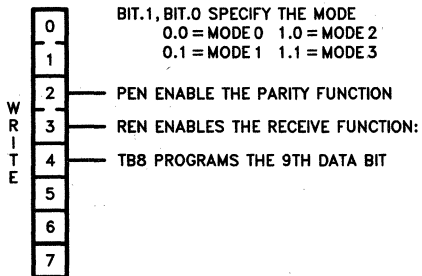 BIT.1, BIT.0 SPECIFY THE MODE
0.0 = MODE 0 1.0 = MODE 2
0.1 = MODE 1 1.1 = MODE 3
0
1
2 PEN ENABLE THE PARITY FUNCTION
3 REN ENABLES THE RECEIVE FUNCTION:
4 TB8 PROGRAMS THE 9TH DATA BIT
5
6
7
WRITE